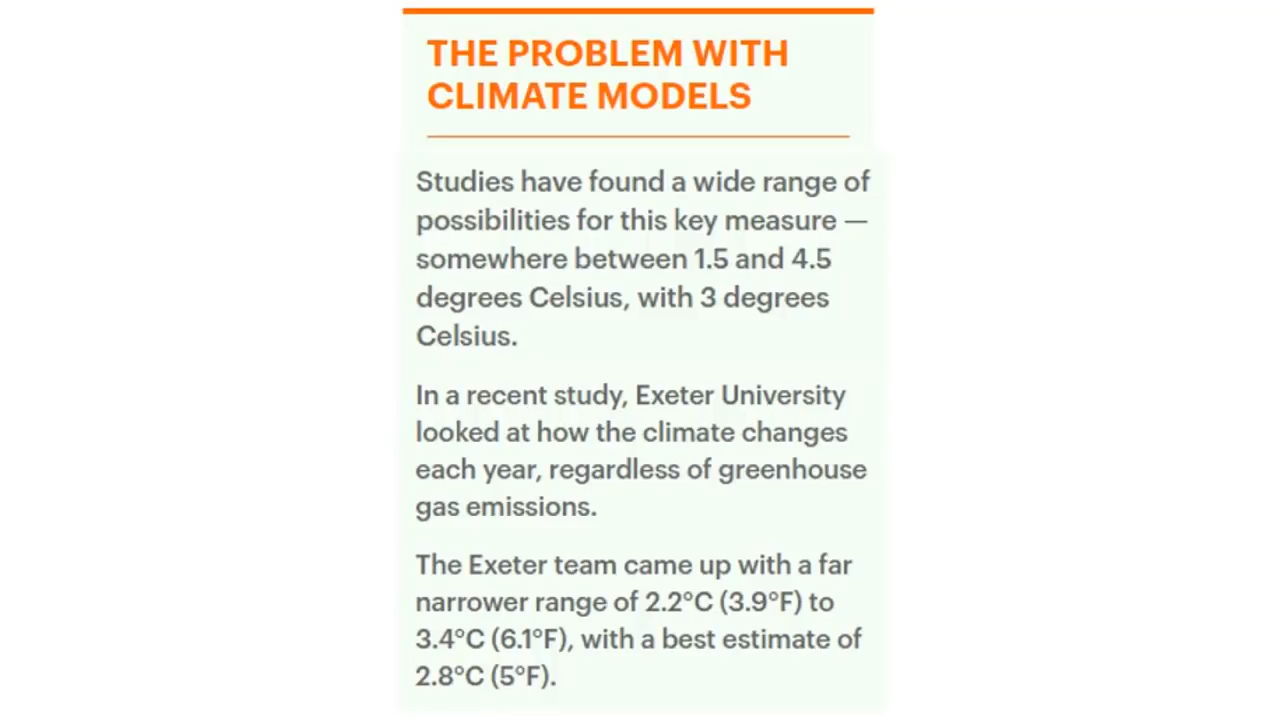 THE PROBLEM WITH
CLIMATE MODELS
Studies have found a wide range of
possibilities for this key measure —
somewhere between 1.5 and 4.5
degrees Celsius, with 3 degrees
Celsius.
In a recent study, Exeter University
looked at how the climate changes
each year, regardless of greenhouse
gas emissions.
The Exeter team came up with a far
narrower range of 2.2°C (3.9°F) to
3.4°C (6.1°F), with a best estimate of
2.8°C (5°F).